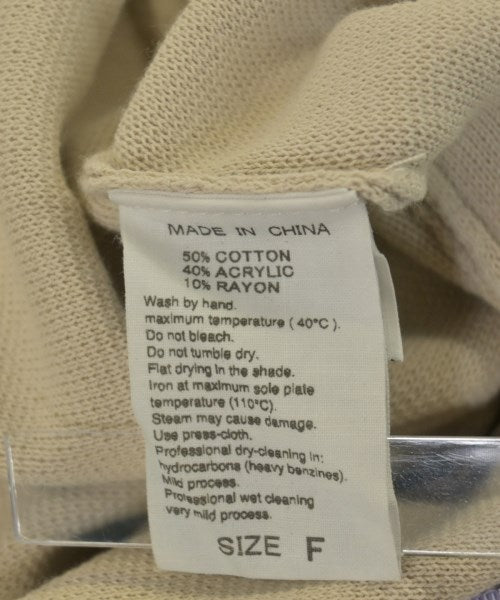 MADE IN CHINA
50% COTTON
40% ACRYLIC
10% RAYON
Wash by hand.
maximum temperature ( 40°C ).
Do not bleach.
Do not tumble dry.
Flat drying in the shade.
Iron at maximum sole plate
temperature (110°C).
Steam may cause damage.
Use press-cloth.
Professional dry-cleaning in:
hydrocarbons (heavy benzines).
Mild process.
Professional wet cleaning
very mild process.
SIZE F